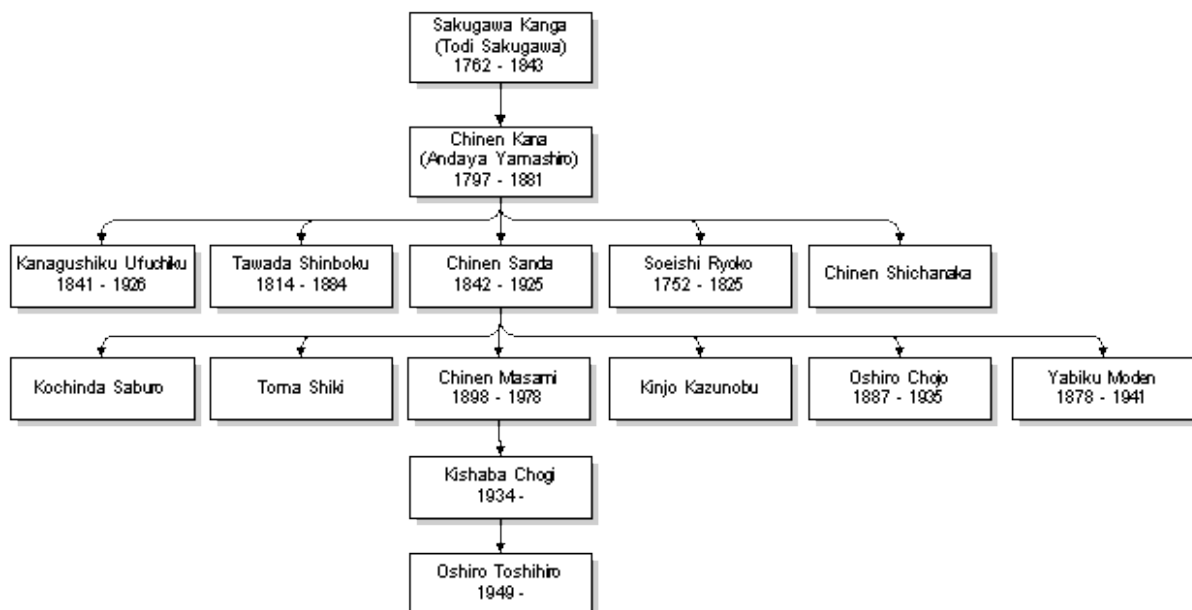 Sakugawa Kanga
(Todi Sakugawa)
1762 - 1843
Chinen Kana
(Andaya Yamashiro)
1797 - 1881
Kanagushiku Ufuchiku
1841 - 1926
Tawada Shinboku
1814 - 1884
Chinen Sanda
1842 - 1925
Soeishi Ryoko
1752 - 1825
Chinen Shichanaka
Kochinda Saburo
Toma Shiki
Chinen Masami
1898 - 1978
Kinjo Kazunobu
Oshiro Chojo
1887 - 1935
Yabiku Moden
1878 - 1941
Kishaba Chogi
1934 -
Oshiro Toshihiro
1949 -